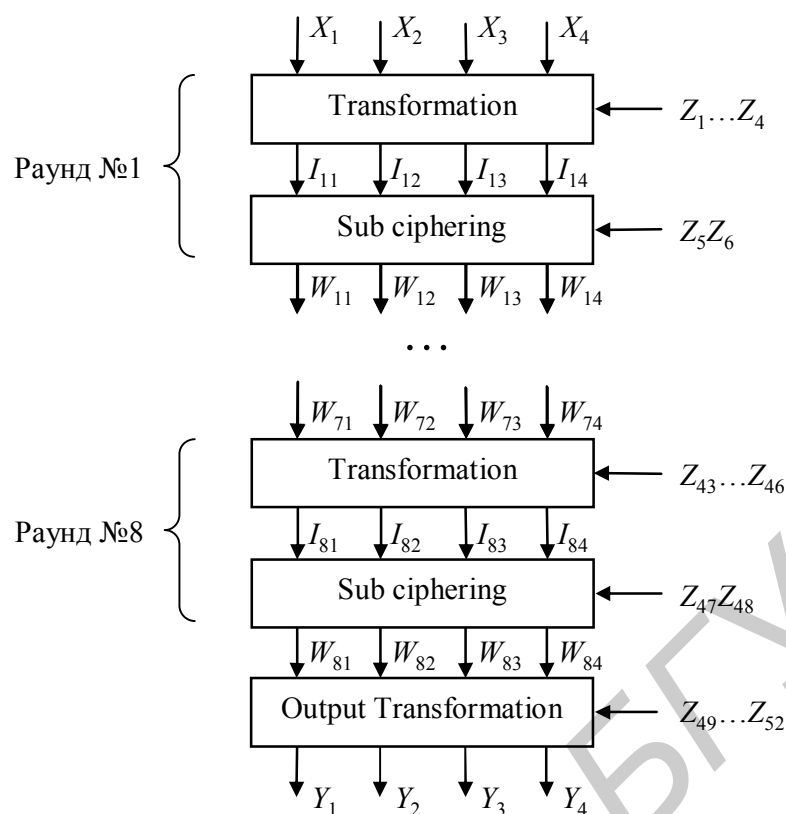 X₁ X₂ X₃ X₄
Transformation
Z₁…Z₄
Раунд №1
I₁₁ I₁₂ I₁₃ I₁₄
Sub ciphering
Z₅Z₆
W₁₁ W₁₂ W₁₃ W₁₄
...
W₇₁ W₇₂ W₇₃ W₇₄
Transformation
Z₄₃…Z₄₆
Раунд №8
I₈₁ I₈₂ I₈₃ I₈₄
Sub ciphering
Z₄₇Z₄₈
W₈₁ W₈₂ W₈₃ W₈₄
Output Transformation
Z₄₉…Z₅₂
Y₁ Y₂ Y₃ Y₄
БГУ